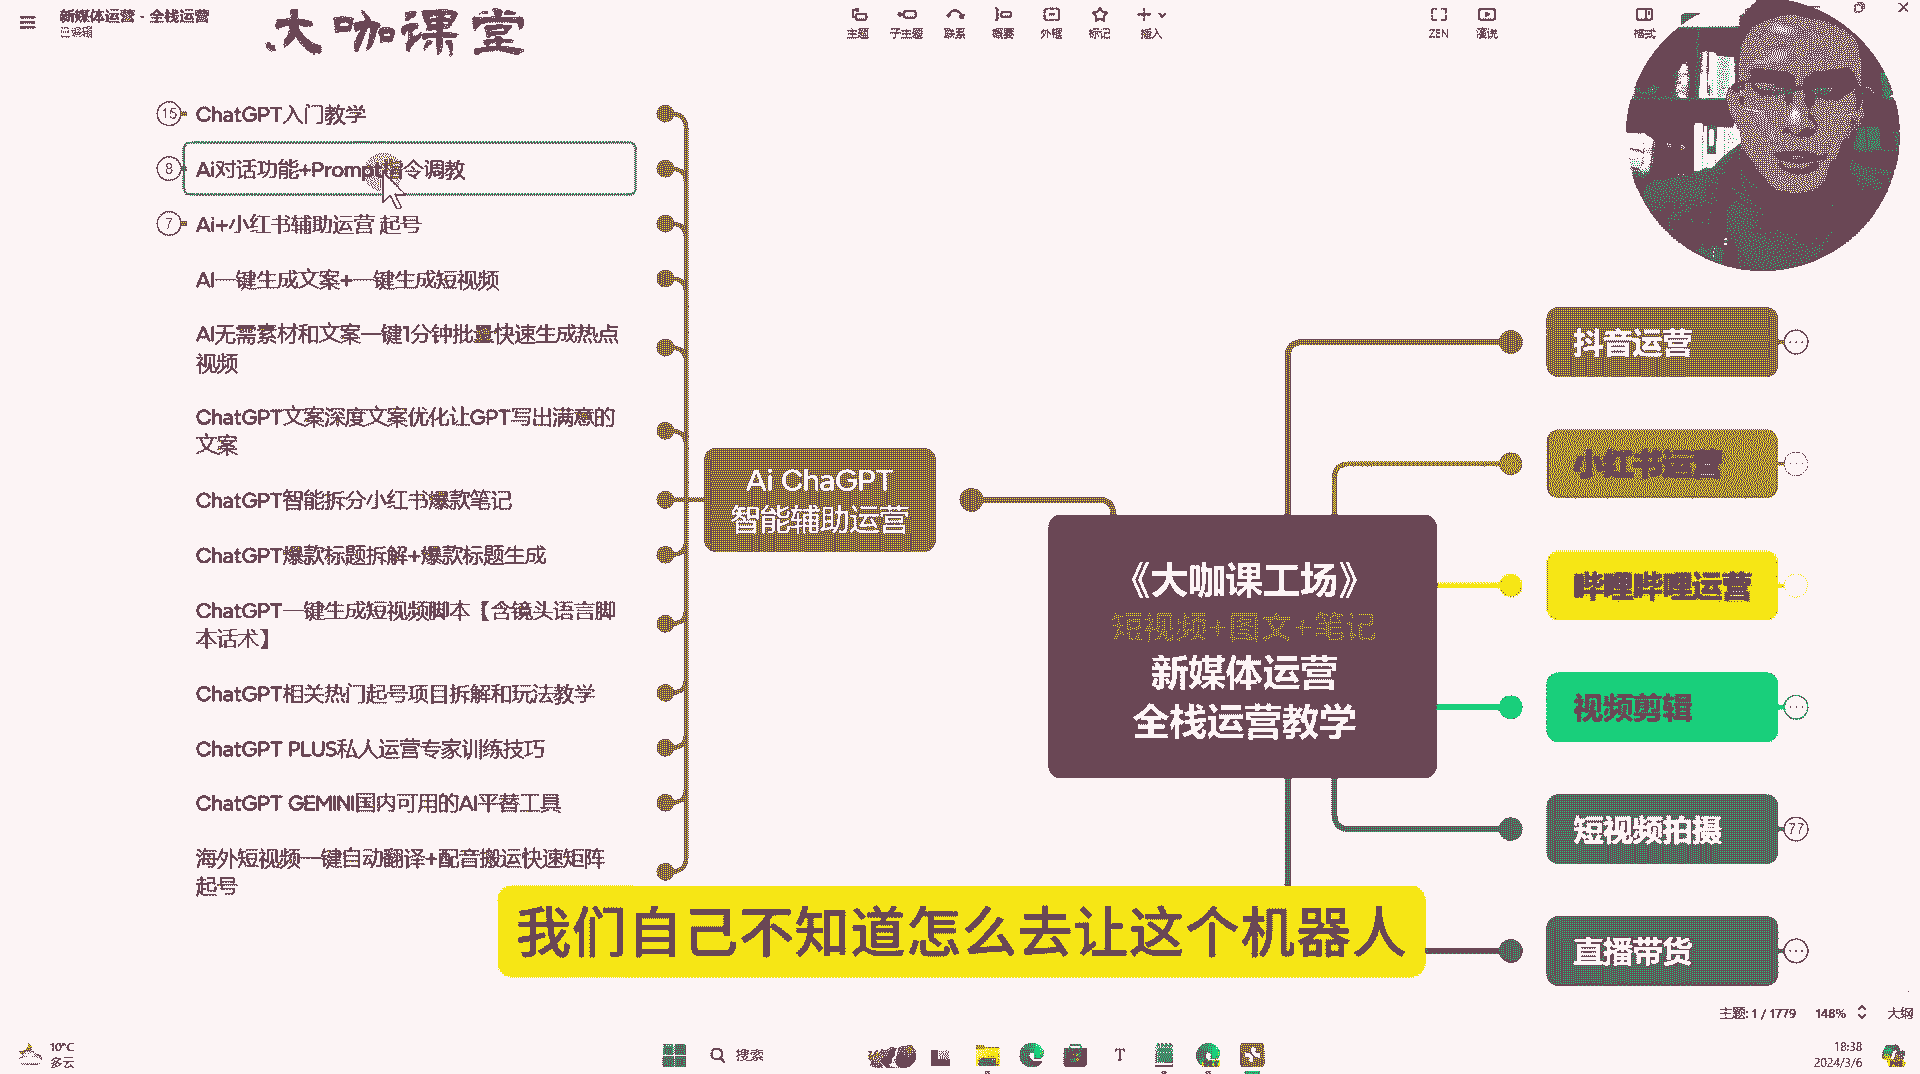 新媒体运营 - 全栈运营
已编辑
大咖课堂
主题
子主题
联系
概要
外框
标记
插入
ZEN
演说
格式
15
ChatGPT入门教学
8
Ai对话功能+Prompt指令调教
7
Ai+小红书辅助运营 起号
AI一键生成文案+一键生成短视频
AI无需素材和文案一键1分钟批量快速生成热点
视频
ChatGPT文案深度文案优化让GPT写出满意的
文案
ChatGPT智能拆分小红书爆款笔记
ChatGPT爆款标题拆解+爆款标题生成
ChatGPT一键生成短视频脚本【含镜头语言脚
本话术】
ChatGPT相关热门起号项目拆解和玩法教学
ChatGPT PLUS私人运营专家训练技巧
ChatGPT GEMINI国内可用的AI平替工具
海外短视频一键自动翻译+配音搬运快速矩阵
起号
Ai ChaGPT
智能辅助运营
《大咖课工场》
短视频+图文+笔记
新媒体运营
全栈运营教学
抖音运营
小红书运营
哔哩哔哩运营
视频剪辑
短视频拍摄
77
直播带货
我们自己不知道怎么去让这个机器人
主题: 1 / 1779
148%
大纲
10°C
多云
搜索
18:38
2024/3/6